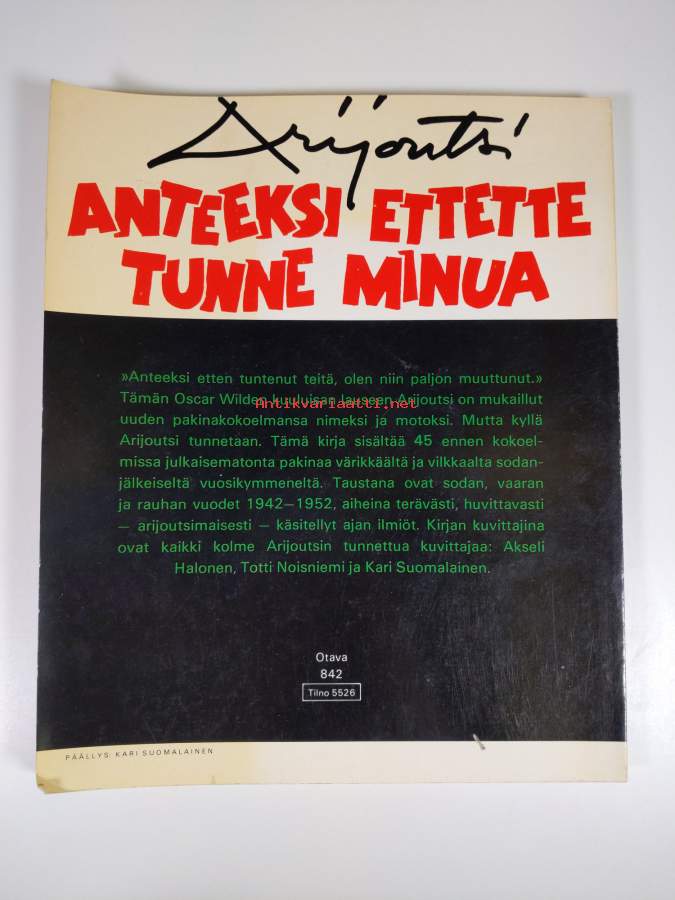 Arijoutsi
ANTEEKSI ETTETTE
TUNNE MINUA
»Anteeksi etten tuntenut teitä, olen niin paljon muuttunut.»
Tämän Oscar Wilden kuuluisan lauseen Arijoutsi on mukaillut
Antikvariaatti.net
uuden pakinakokoelmansa nimeksi ja motoksi. Mutta kyllä
Arijoutsi tunnetaan. Tämä kirja sisältää 45 ennen kokoel-
missa julkaisematonta pakinaa värikkäältä ja vilkkaalta sodan-
jälkeiseltä vuosikymmeneltä. Taustana ovat sodan, vaaran
ja rauhan vuodet 1942–1952, aiheina terävästi, huvittavasti
– arijoutsimaisesti – käsitellyt ajan ilmiöt. Kirjan kuvittajina
ovat kaikki kolme Arijoutsin tunnettua kuvittajaa: Akseli
Halonen, Totti Noisniemi ja Kari Suomalainen.
Otava
842
Tilno 5526
PÄÄLLYS: KARI SUOMALAINEN